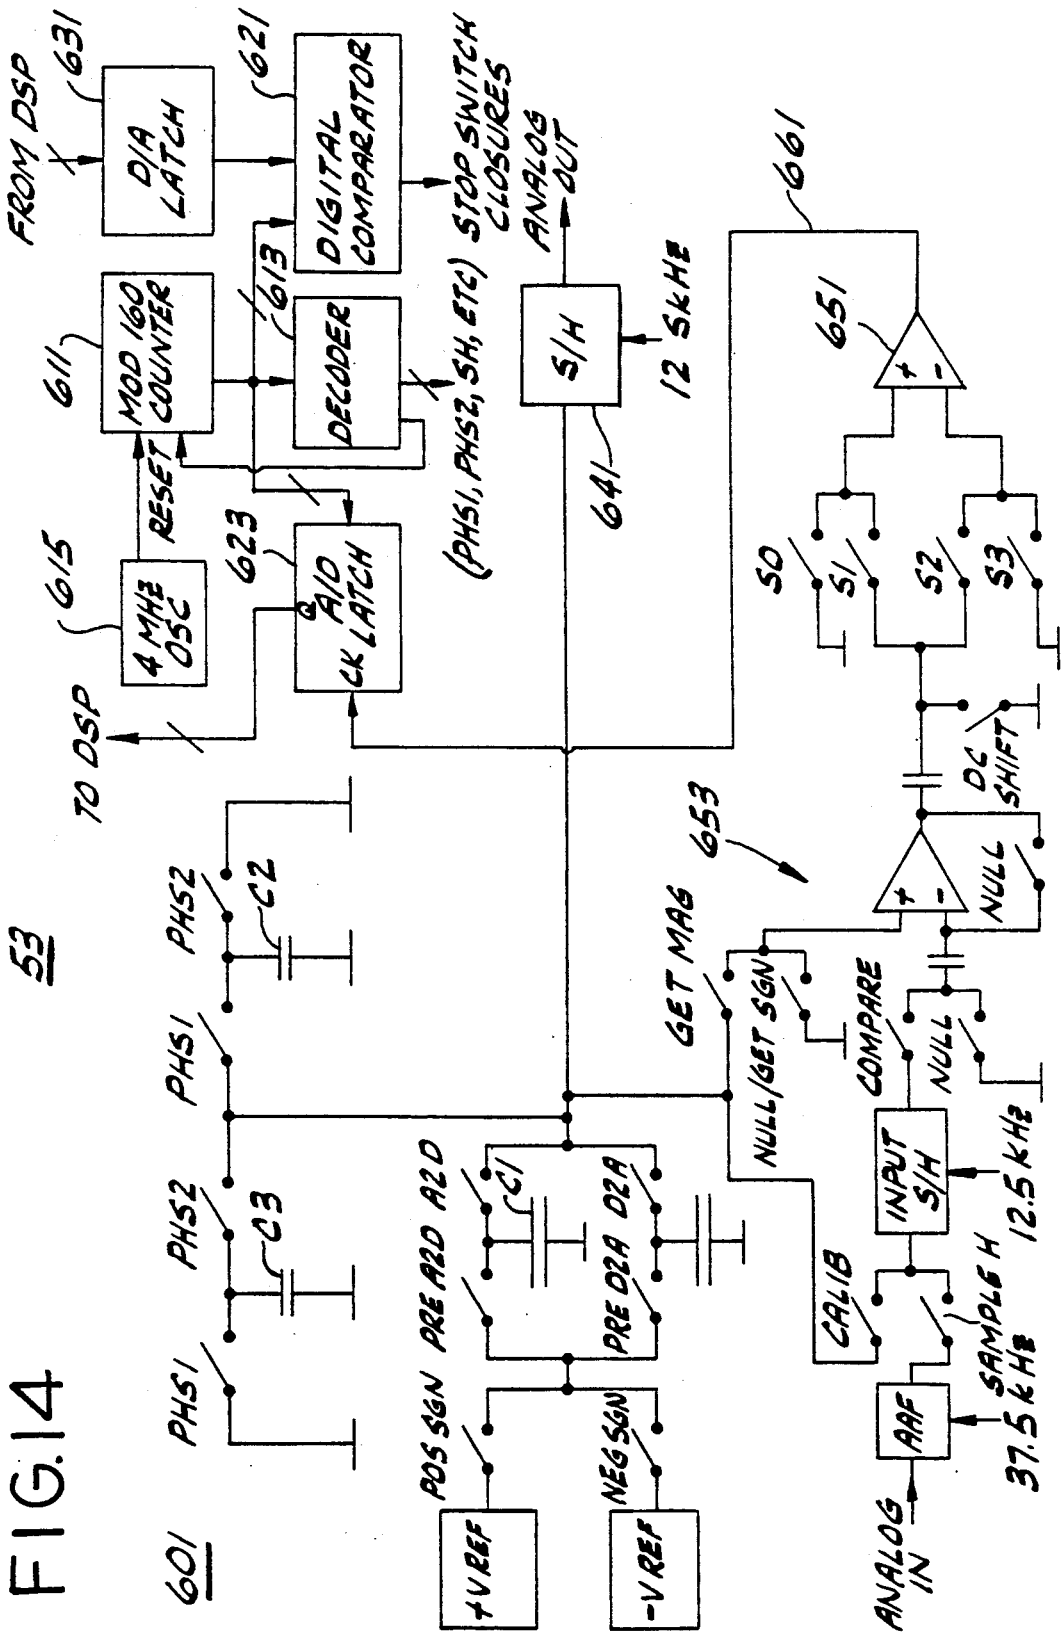 FIG.14
53
601
PHS1
PHS2
PHS1
PHS2
C3
C2
TO DSP
615
4 MHZ
OSC
RESET
611
MOD 160
COUNTER
FROM DSP
631
D/A
LATCH
623
Q
A/D
CK LATCH
613
DECODER
621
DIGITAL
COMPARATOR
(PHS1, PHS2, SH, ETC)
STOP SWITCH
CLOSURES
+VREF
-VREF
POS SGN
NEG SGN
PRE A2D
A2D
C1
PRE D2A
D2A
641
S/H
ANALOG
OUT
12 5KHZ
GET MAG
NULL/GET SGN
653
661
ANALOG
IN
AAF
37.5 KHZ
CALIB
SAMPLE H
INPUT
S/H
12.5 KHZ
COMPARE
NULL
+
-
NULL
DC
SHIFT
S0
S1
S2
S3
+
-
651